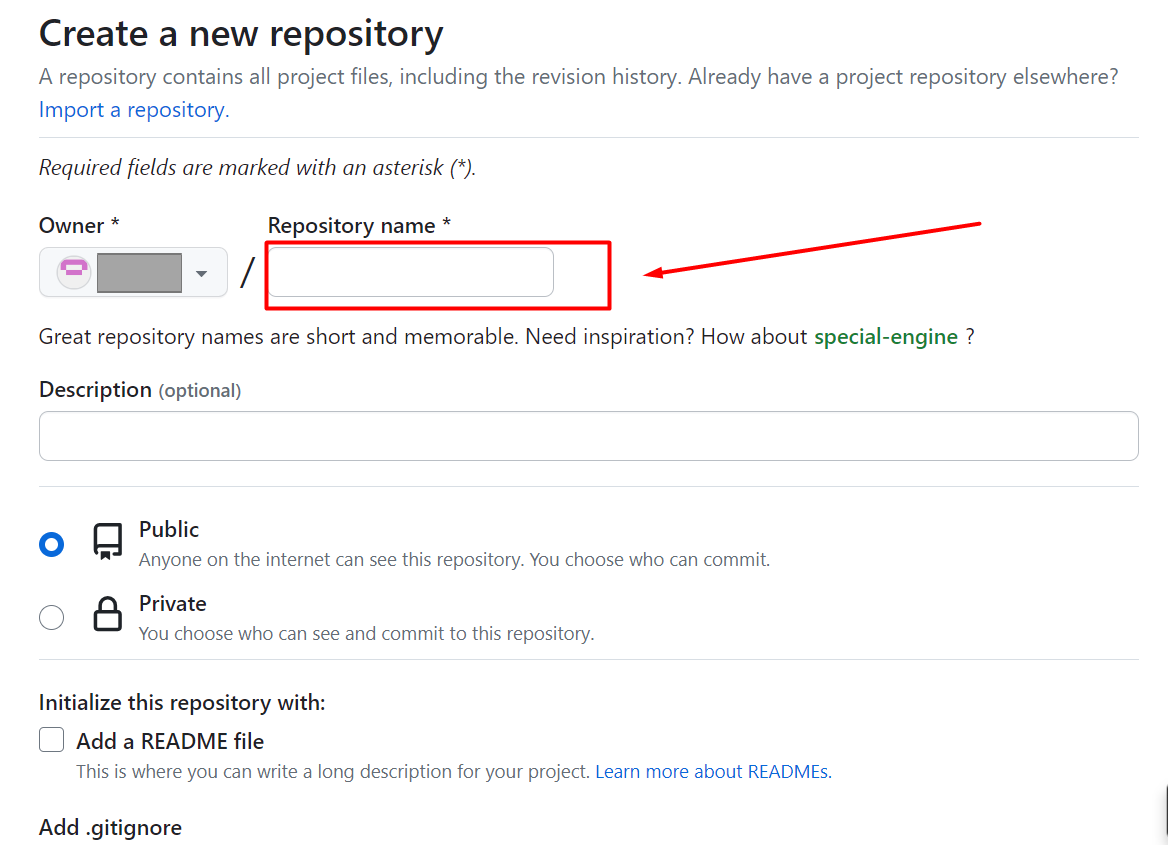 Create a new repository
A repository contains all project files, including the revision history. Already have a project repository elsewhere?
Import a repository.
Required fields are marked with an asterisk (*).
Owner * Repository name *
/
Great repository names are short and memorable. Need inspiration? How about special-engine ?
Description (optional)
Public
Anyone on the internet can see this repository. You choose who can commit.
Private
You choose who can see and commit to this repository.
Initialize this repository with:
Add a README file
This is where you can write a long description for your project. Learn more about READMEs.
Add .gitignore